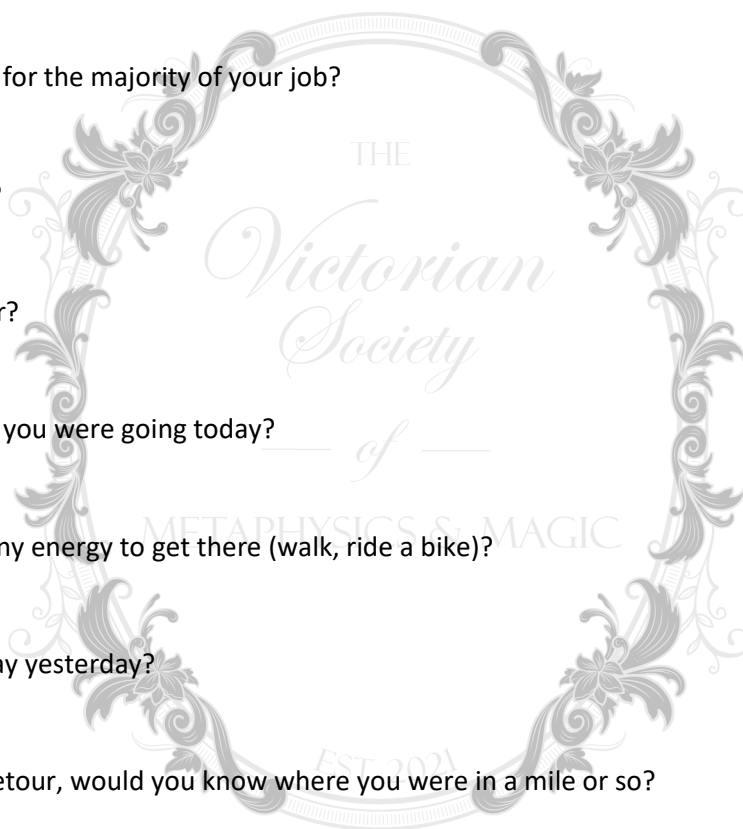 for the majority of your job?
THE
?
Victorian
r?
Society
you were going today?
of
METAPHYSICS & MAGIC
ny energy to get there (walk, ride a bike)?
ay yesterday?
EST 2021
etour, would you know where you were in a mile or so?